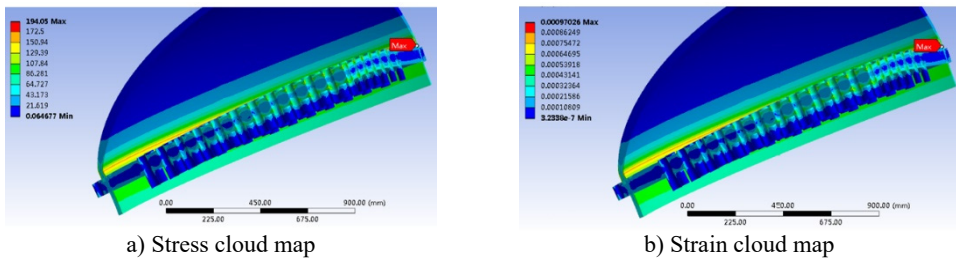 194.05 Max
172.5
150.94
129.39
107.84
86.281
64.727
43.173
21.619
0.064677 Min
Max
0.00 450.00 900.00 (mm)
225.00 675.00
a) Stress cloud map
0.00097026 Max
0.00086249
0.00075472
0.00064695
0.00053918
0.00043141
0.00032364
0.00021586
0.00010809
3.2338e-7 Min
Max
0.00 450.00 900.00 (mm)
225.00 675.00
b) Strain cloud map